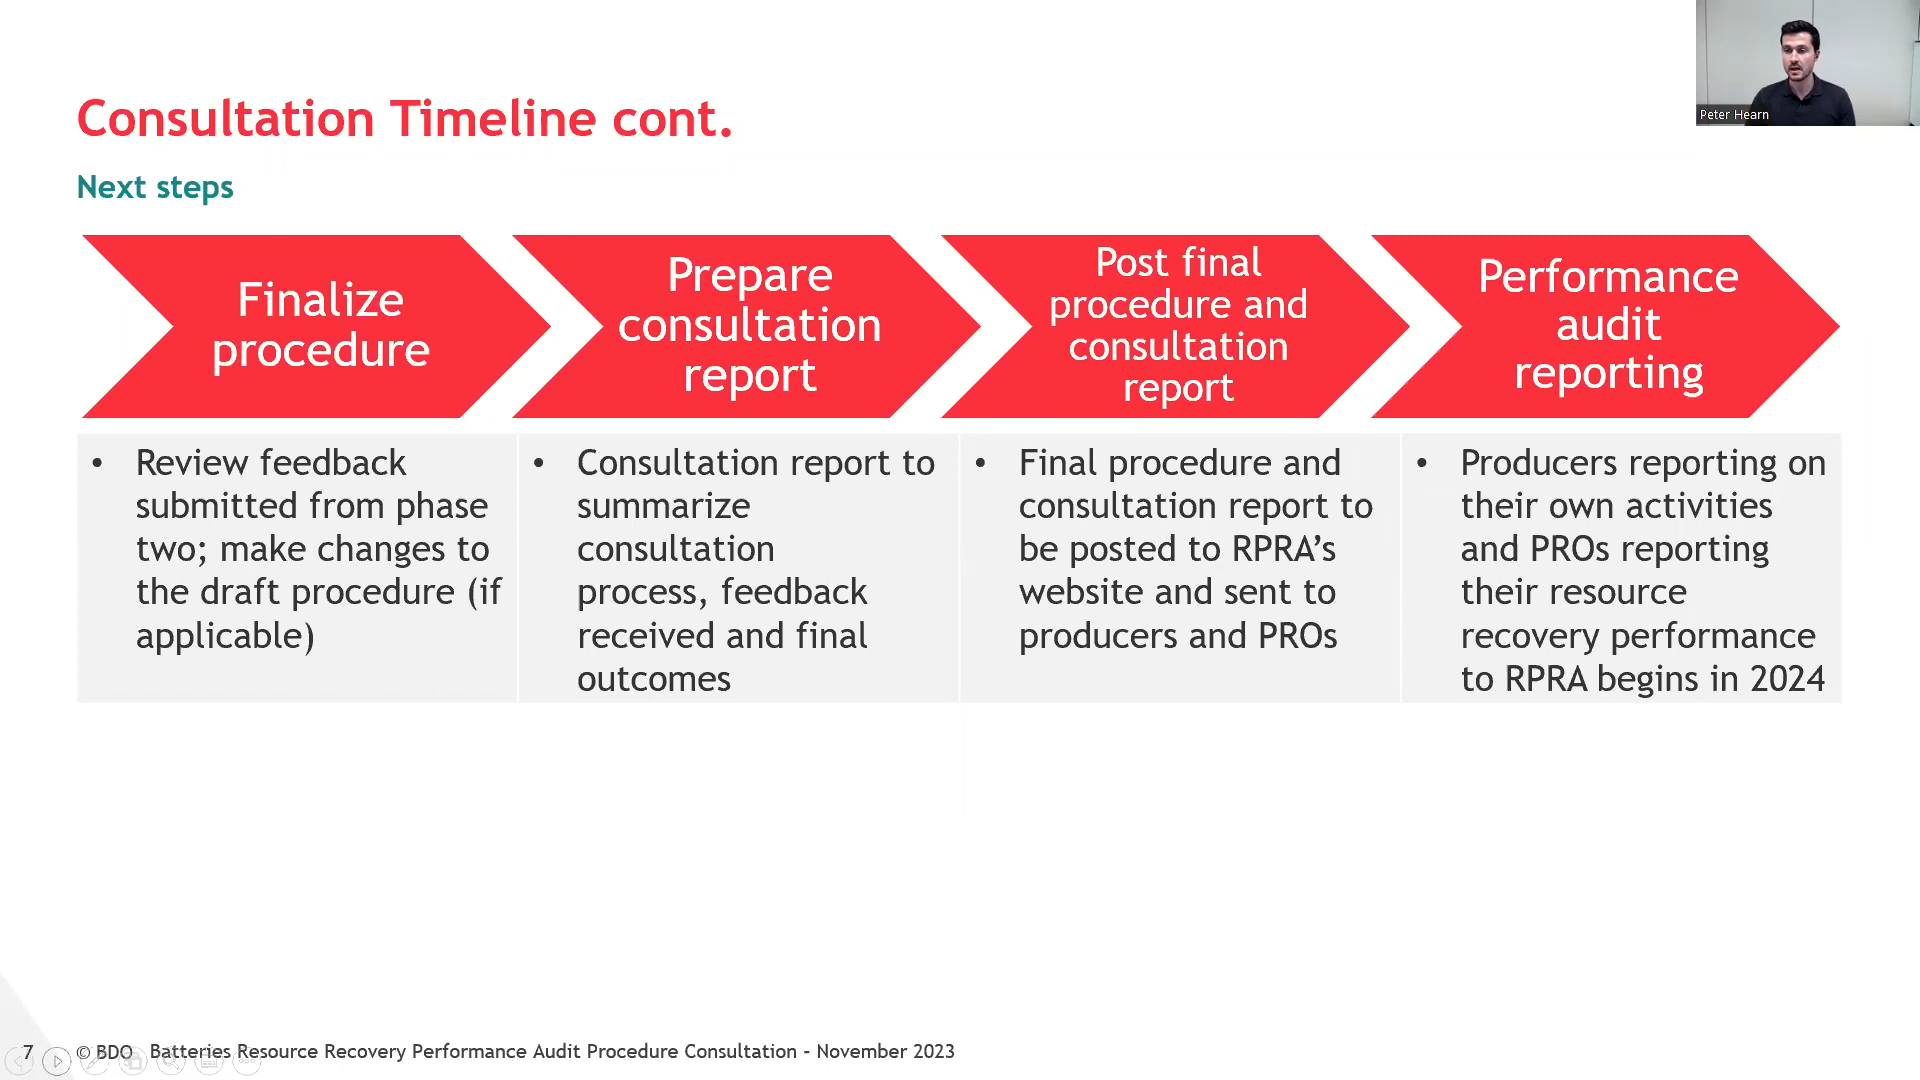 Peter Hearn
Consultation Timeline cont.
Next steps
Finalize
procedure
Prepare
consultation
report
Post final
procedure and
consultation
report
Performance
audit
reporting
• Review feedback
submitted from phase
two; make changes to
the draft procedure (if
applicable)
• Consultation report to
summarize
consultation
process, feedback
received and final
outcomes
• Final procedure and
consultation report to
be posted to RPRA’s
website and sent to
producers and PROs
• Producers reporting on
their own activities
and PROs reporting
their resource
recovery performance
to RPRA begins in 2024
7 © BDO Batteries Resource Recovery Performance Audit Procedure Consultation – November 2023